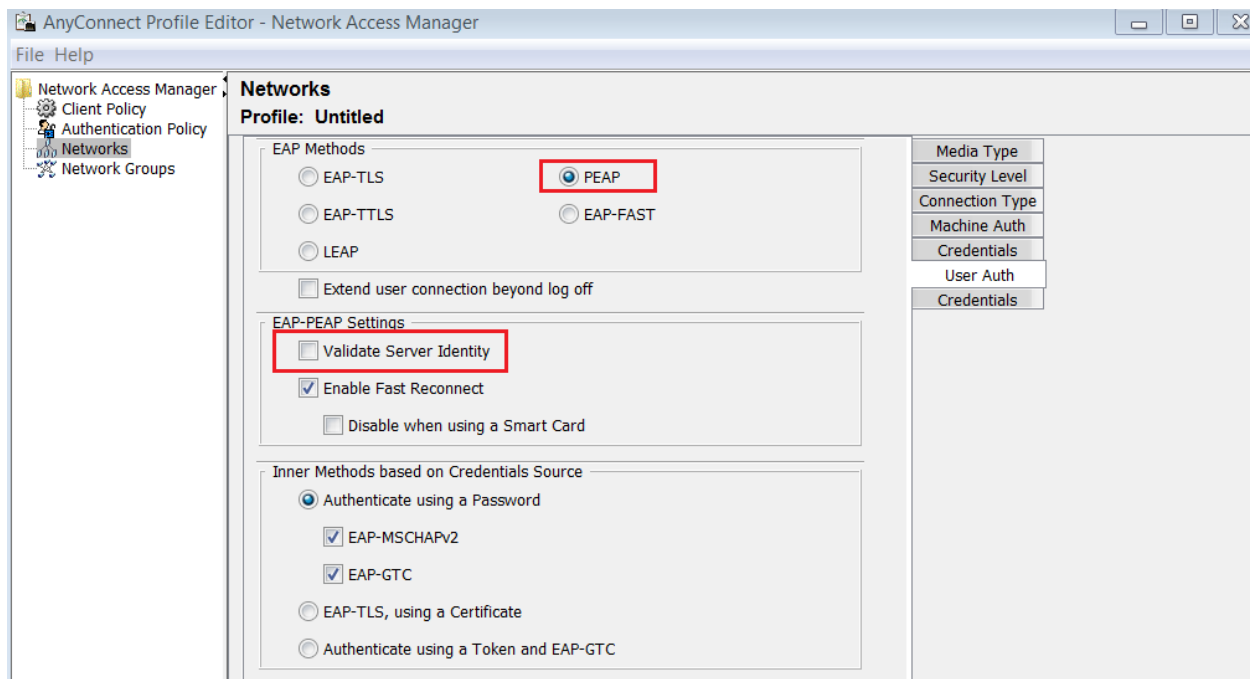 AnyConnect Profile Editor - Network Access Manager
File Help
Network Access Manager
Client Policy
Authentication Policy
Networks
Network Groups
Networks
Profile: Untitled
EAP Methods
EAP-TLS
PEAP
EAP-TTLS
EAP-FAST
LEAP
Extend user connection beyond log off
EAP-PEAP Settings
Validate Server Identity
Enable Fast Reconnect
Disable when using a Smart Card
Inner Methods based on Credentials Source
Authenticate using a Password
EAP-MSCHAPv2
EAP-GTC
EAP-TLS, using a Certificate
Authenticate using a Token and EAP-GTC
Media Type
Security Level
Connection Type
Machine Auth
Credentials
User Auth
Credentials